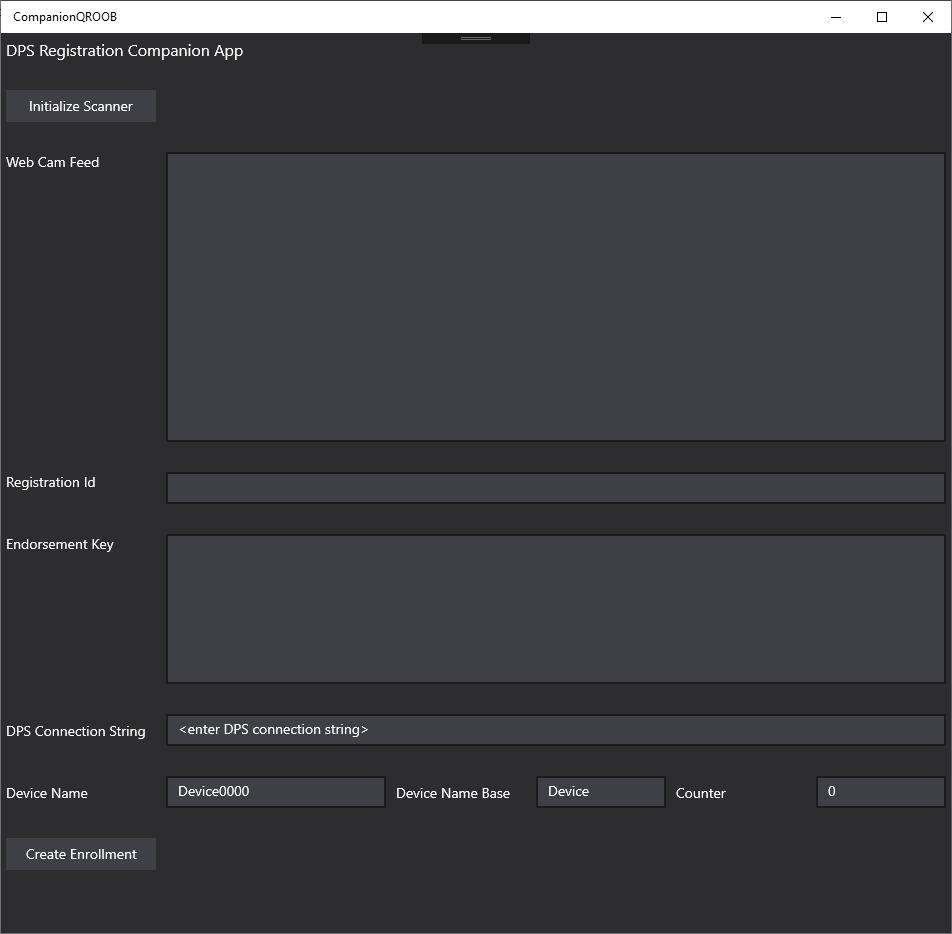 CompanionQROOB
DPS Registration Companion App
Initialize Scanner
Web Cam Feed
Registration Id
Endorsement Key
DPS Connection String <enter DPS connection string>
Device Name Device0000 Device Name Base Device Counter 0
Create Enrollment